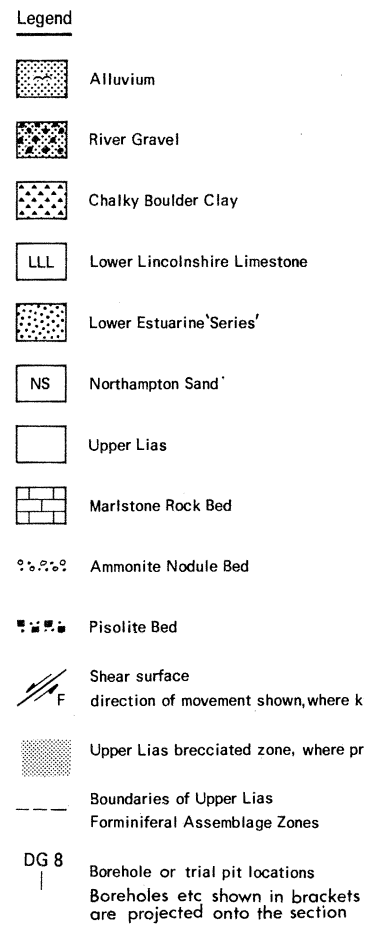 Legend
Alluvium
River Gravel
Chalky Boulder Clay
LLL Lower Lincolnshire Limestone
Lower Estuarine 'Series'
NS Northampton Sand
Upper Lias
Marlstone Rock Bed
Ammonite Nodule Bed
Pisolite Bed
Shear surface
F direction of movement shown, where k
Upper Lias brecciated zone, where pr
Boundaries of Upper Lias
Forminiferal Assemblage Zones
DG 8
Borehole or trial pit locations
Boreholes etc shown in brackets
are projected onto the section